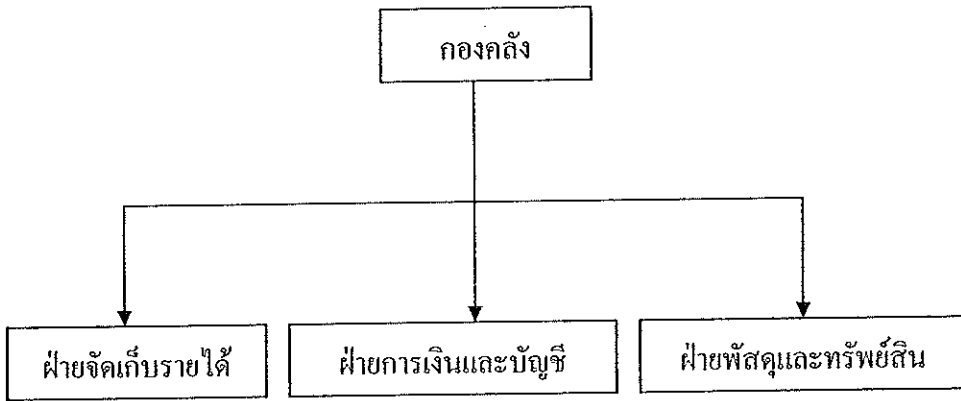 กองคลัง
ฝ่ายจัดเก็บรายได้
ฝ่ายการเงินและบัญชี
ฝ่ายพัสดุและทรัพย์สิน